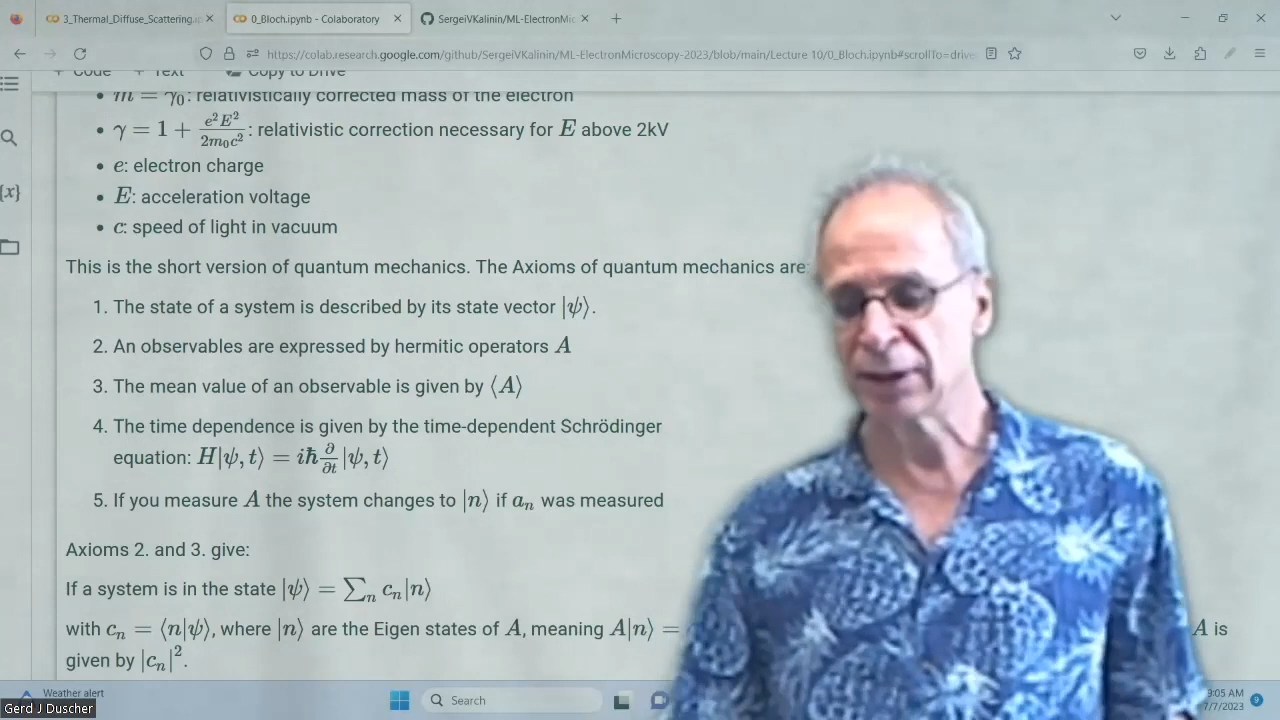 3_Thermal_Diffuse_Scattering.
0_Bloch.ipynb - Colaboratory
SergeiVKalinin/ML-ElectronMic
https://colab.research.google.com/github/SergeiVKalinin/ML-ElectronMicroscopy-2023/blob/main/Lecture 10/0_Bloch.ipynb#scrollTo=drive
+ Code + Text Copy to Drive
{x}
• m = γ₀: relativistically corrected mass of the electron
• γ = 1 + e²E²/2m₀c²: relativistic correction necessary for E above 2kV
• e: electron charge
• E: acceleration voltage
• c: speed of light in vacuum
This is the short version of quantum mechanics. The Axioms of quantum mechanics are:
1. The state of a system is described by its state vector |ψ⟩.
2. An observables are expressed by hermitic operators A
3. The mean value of an observable is given by ⟨A⟩
4. The time dependence is given by the time-dependent Schrödinger
equation: H|ψ, t⟩ = iħ ∂/∂t |ψ, t⟩
5. If you measure A the system changes to |n⟩ if aₙ was measured
Axioms 2. and 3. give:
If a system is in the state |ψ⟩ = ∑ₙ cₙ|n⟩
with cₙ = ⟨n|ψ⟩, where |n⟩ are the Eigen states of A, meaning A|n⟩ = A is
given by |cₙ|².
Weather alert
Search
9:05 AM
7/7/2023
9
Gerd J Duscher